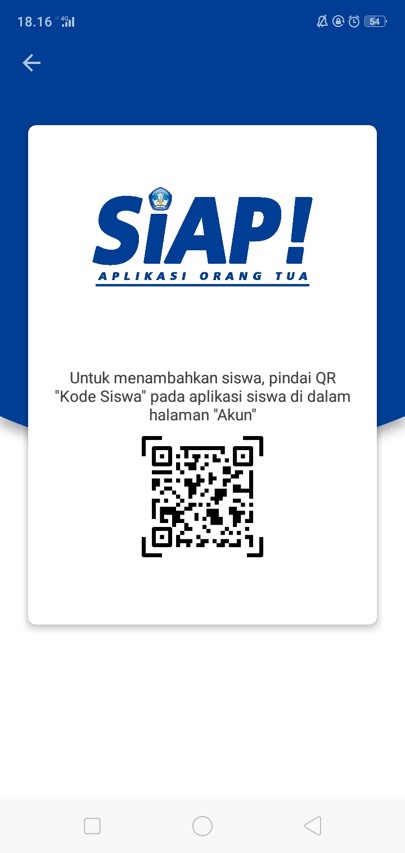 18.16
4G
54
SiAP!
APLIKASI ORANG TUA
Untuk menambahkan siswa, pindai QR
"Kode Siswa" pada aplikasi siswa di dalam
halaman "Akun"